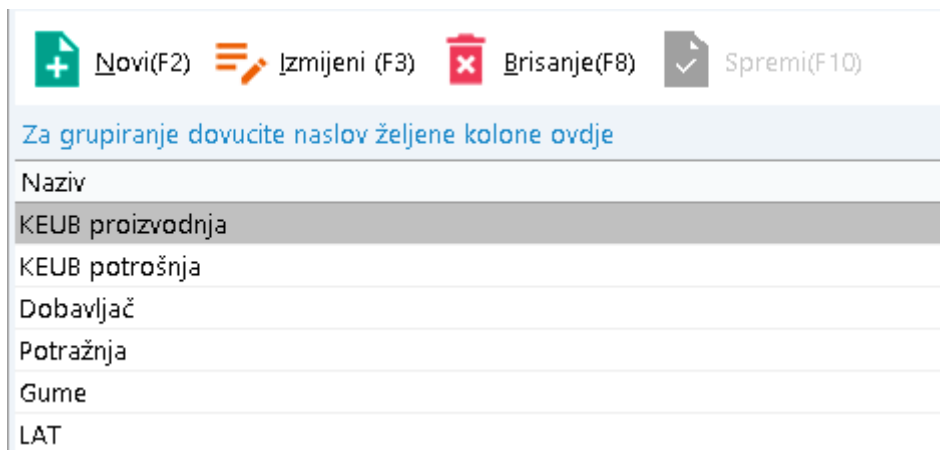 Novi(F2) Izmijeni (F3) Brisanje(F8) Spremi(F10)
Za grupiranje dovucite naslov željene kolone ovdje
Naziv
KEUB proizvodnja
KEUB potrošnja
Dobavljač
Potražnja
Gume
LAT